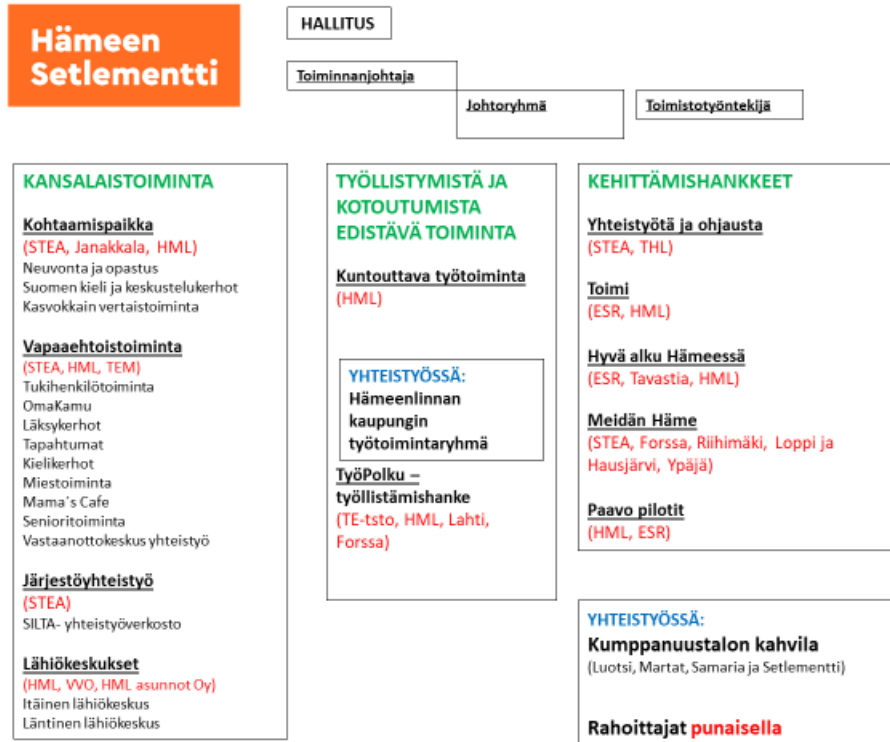 Hämeen
Setlementti
HALLITUS
Toiminnanjohtaja
Johtoryhmä
Toimistotyöntekijä
KANSALAISTOIMINTA
Kohtaamispaikka
(STEA, Janakkala, HML)
Neuvonta ja opastus
Suomen kieli ja keskustelukerhot
Kasvokkain vertaistoiminta
Vapaaehtoistoiminta
(STEA, HML, TEM)
Tukihenkilötoiminta
OmaKamu
Läksykerhot
Tapahtumat
Kielikerhot
Miestoiminta
Mama´s Cafe
Senioritoiminta
Vastaanottokeskus yhteistyö
Järjestöyhteistyö
(STEA)
SILTA- yhteistyöverkosto
Lähiökeskukset
(HML, VVO, HML asunnot Oy)
Itäinen lähiökeskus
Läntinen lähiökeskus
TYÖLLISTYMISTÄ JA
KOTOUTUMISTA
EDISTÄVÄ TOIMINTA
Kuntouttava työtoiminta
(HML)
YHTEISTYÖSSÄ:
Hämeenlinnan
kaupungin
työtoimintaryhmä
TyöPolku –
työllistämishanke
(TE-tsto, HML, Lahti,
Forssa)
KEHITTÄMISHANKKEET
Yhteistyötä ja ohjausta
(STEA, THL)
Toimi
(ESR, HML)
Hyvä alku Hämeessä
(ESR, Tavastia, HML)
Meidän Häme
(STEA, Forssa, Riihimäki, Loppi ja
Hausjärvi, Ypäjä)
Paavo pilotit
(HML, ESR)
YHTEISTYÖSSÄ:
Kumppanuustalon kahvila
(Luotsi, Martat, Samaria ja Setlementti)
Rahoittajat punaisella